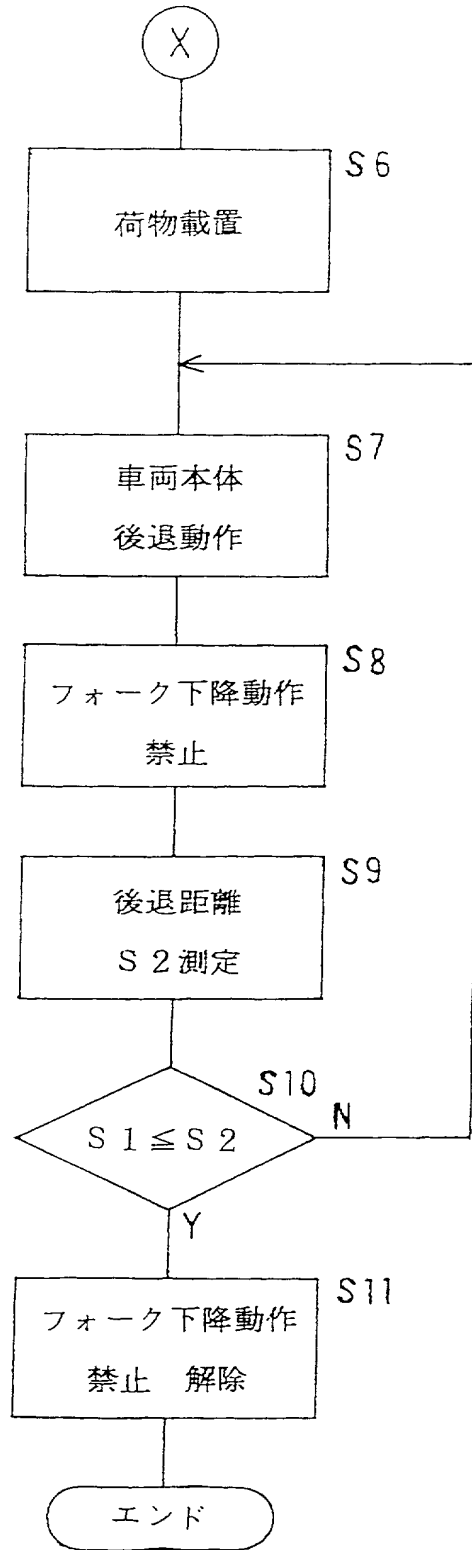 X
S6
荷物載置
S7
車両本体
後退動作
S8
フォーク下降動作
禁止
S9
後退距離
S2測定
S10
S1≦S2
N
Y
S11
フォーク下降動作
禁止 解除
エンド